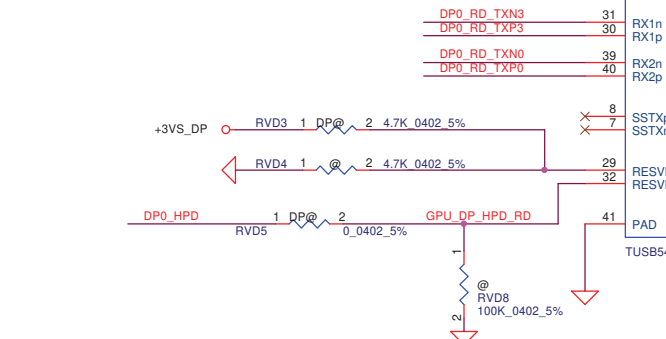 DP0_RD_TXN3 31 RX1n
DP0_RD_TXP3 30 RX1p
DP0_RD_TXN0 39 RX2n
DP0_RD_TXP0 40 RX2p
8 SSTXp
7 SSTX
+3VS_DP RVD3 1 DP@ 2 4.7K_0402_5%
RVD4 1 @ 2 4.7K_0402_5% 29 RESV
32 RESV
DP0_HPD 1 DP@ 2 GPU_DP_HPD_RD 41 PAD
RVD5 0_0402_5%
TUSB54
1
@
RVD8
100K_0402_5%
2